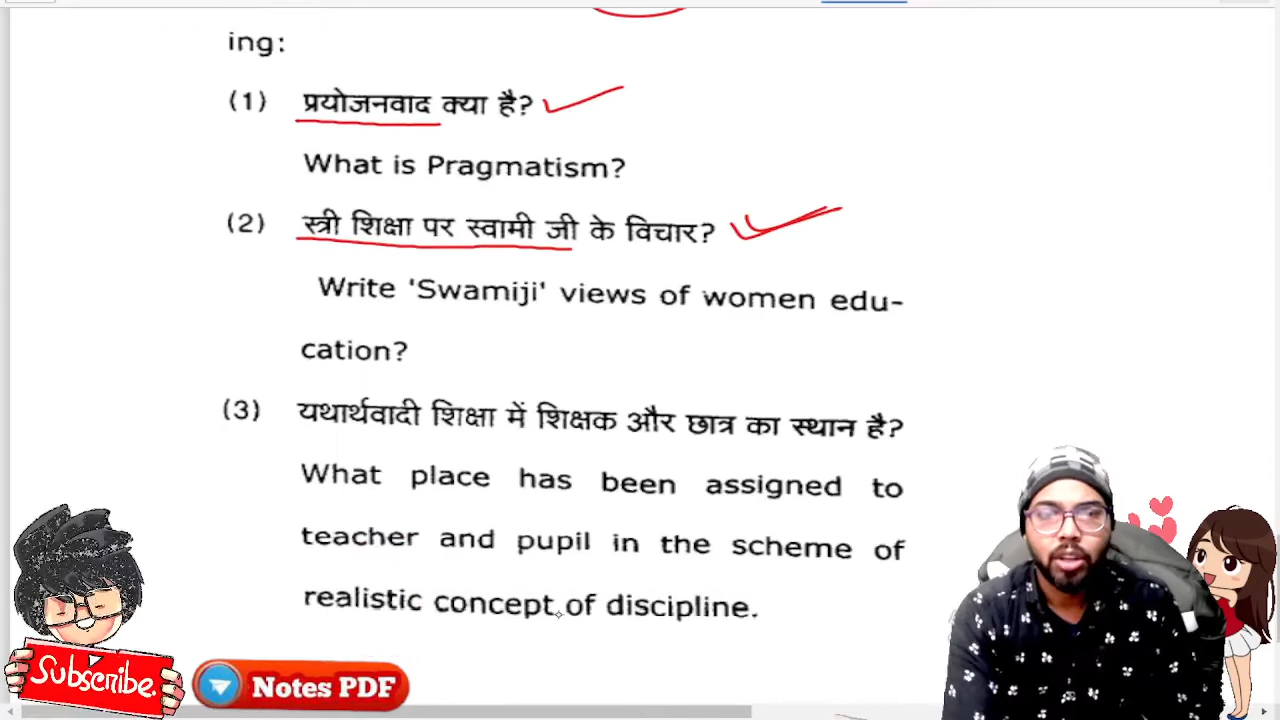 ing:
(1) प्रयोजनवाद क्या है?
What is Pragmatism?
(2) स्त्री शिक्षा पर स्वामी जी के विचार?
Write 'Swamiji' views of women edu-
cation?
(3) यथार्थवादी शिक्षा में शिक्षक और छात्र का स्थान है?
What place has been assigned to
teacher and pupil in the scheme of
realistic concept of discipline.
Subscribe.
Notes PDF